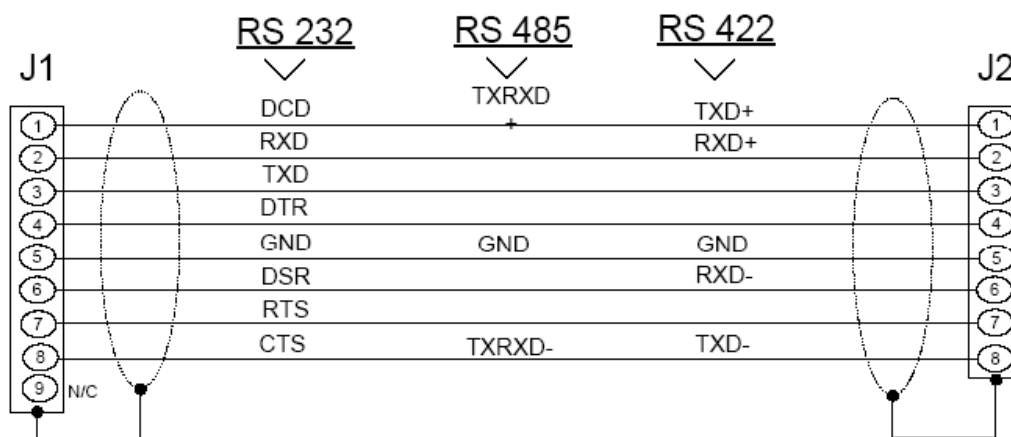 RS 232 RS 485 RS 422
J1 J2
DCD TXRXD TXD+
1 + 1
RXD RXD+
2 2
TXD
3 3
DTR
4 4
GND GND GND
5 5
DSR RXD-
6 6
RTS
7 7
CTS TXRXD- TXD-
8 8
9 N/C